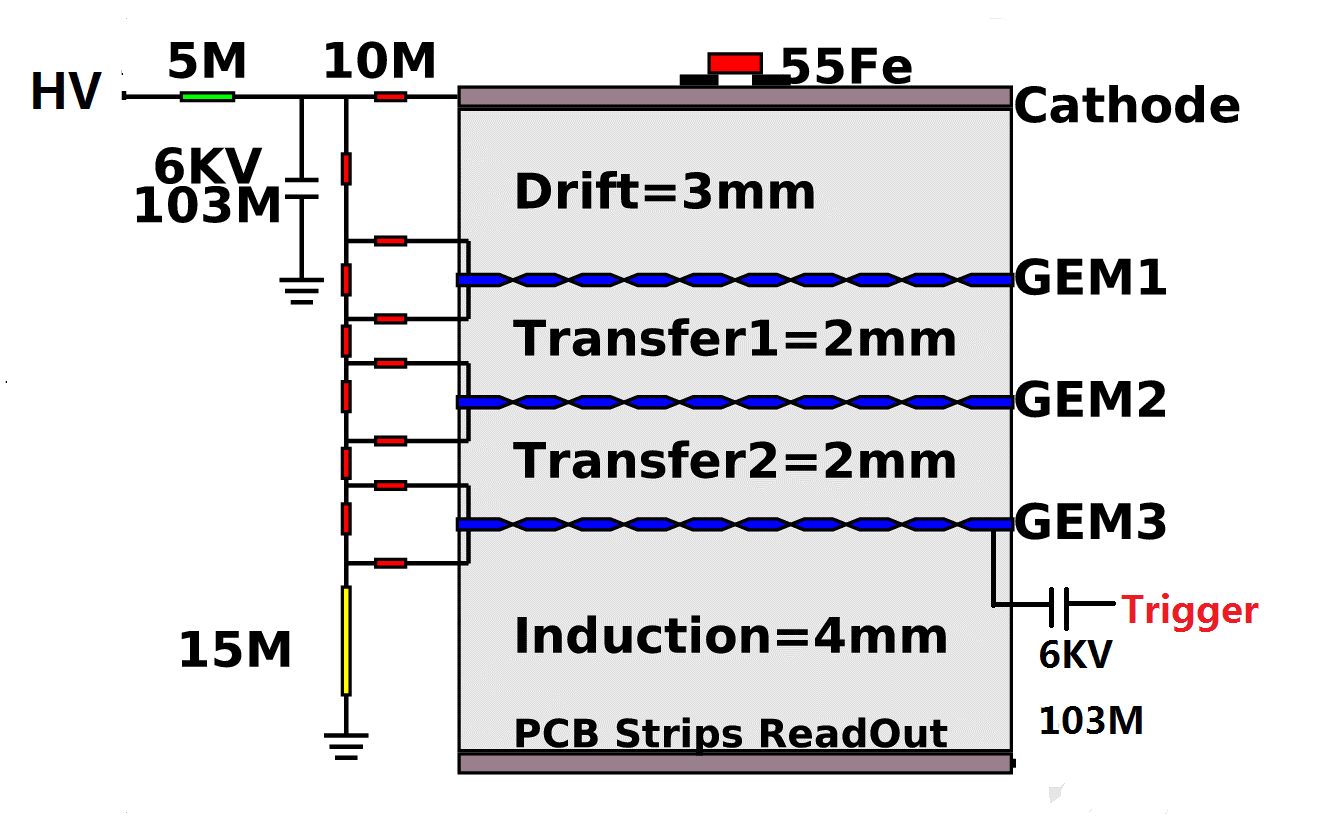 5M
10M
55Fe
HV
Cathode
6KV
103M
Drift=3mm
GEM1
Transfer1=2mm
GEM2
Transfer2=2mm
GEM3
Trigger
15M
Induction=4mm
6KV
103M
PCB Strips ReadOut